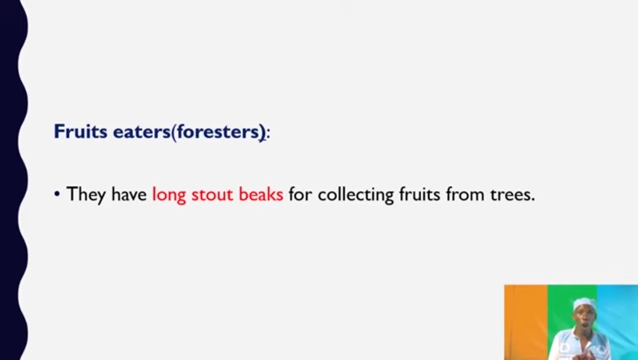 Fruits eaters(foresters):
• They have long stout beaks for collecting fruits from trees.